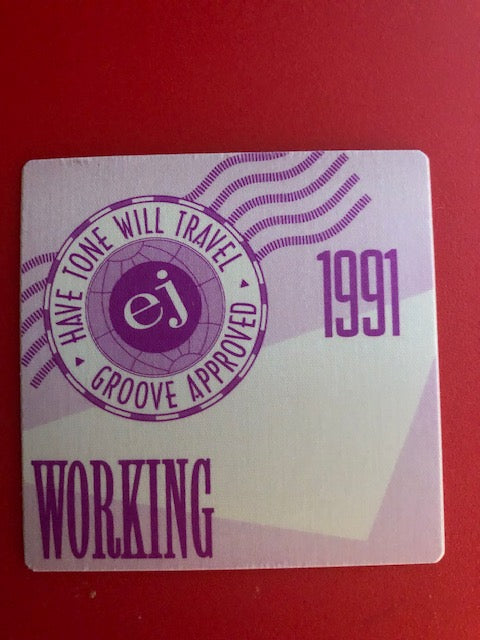 HAVE TONE WILL TRAVEL
ej
GROOVE APPROVED
1991
WORKING